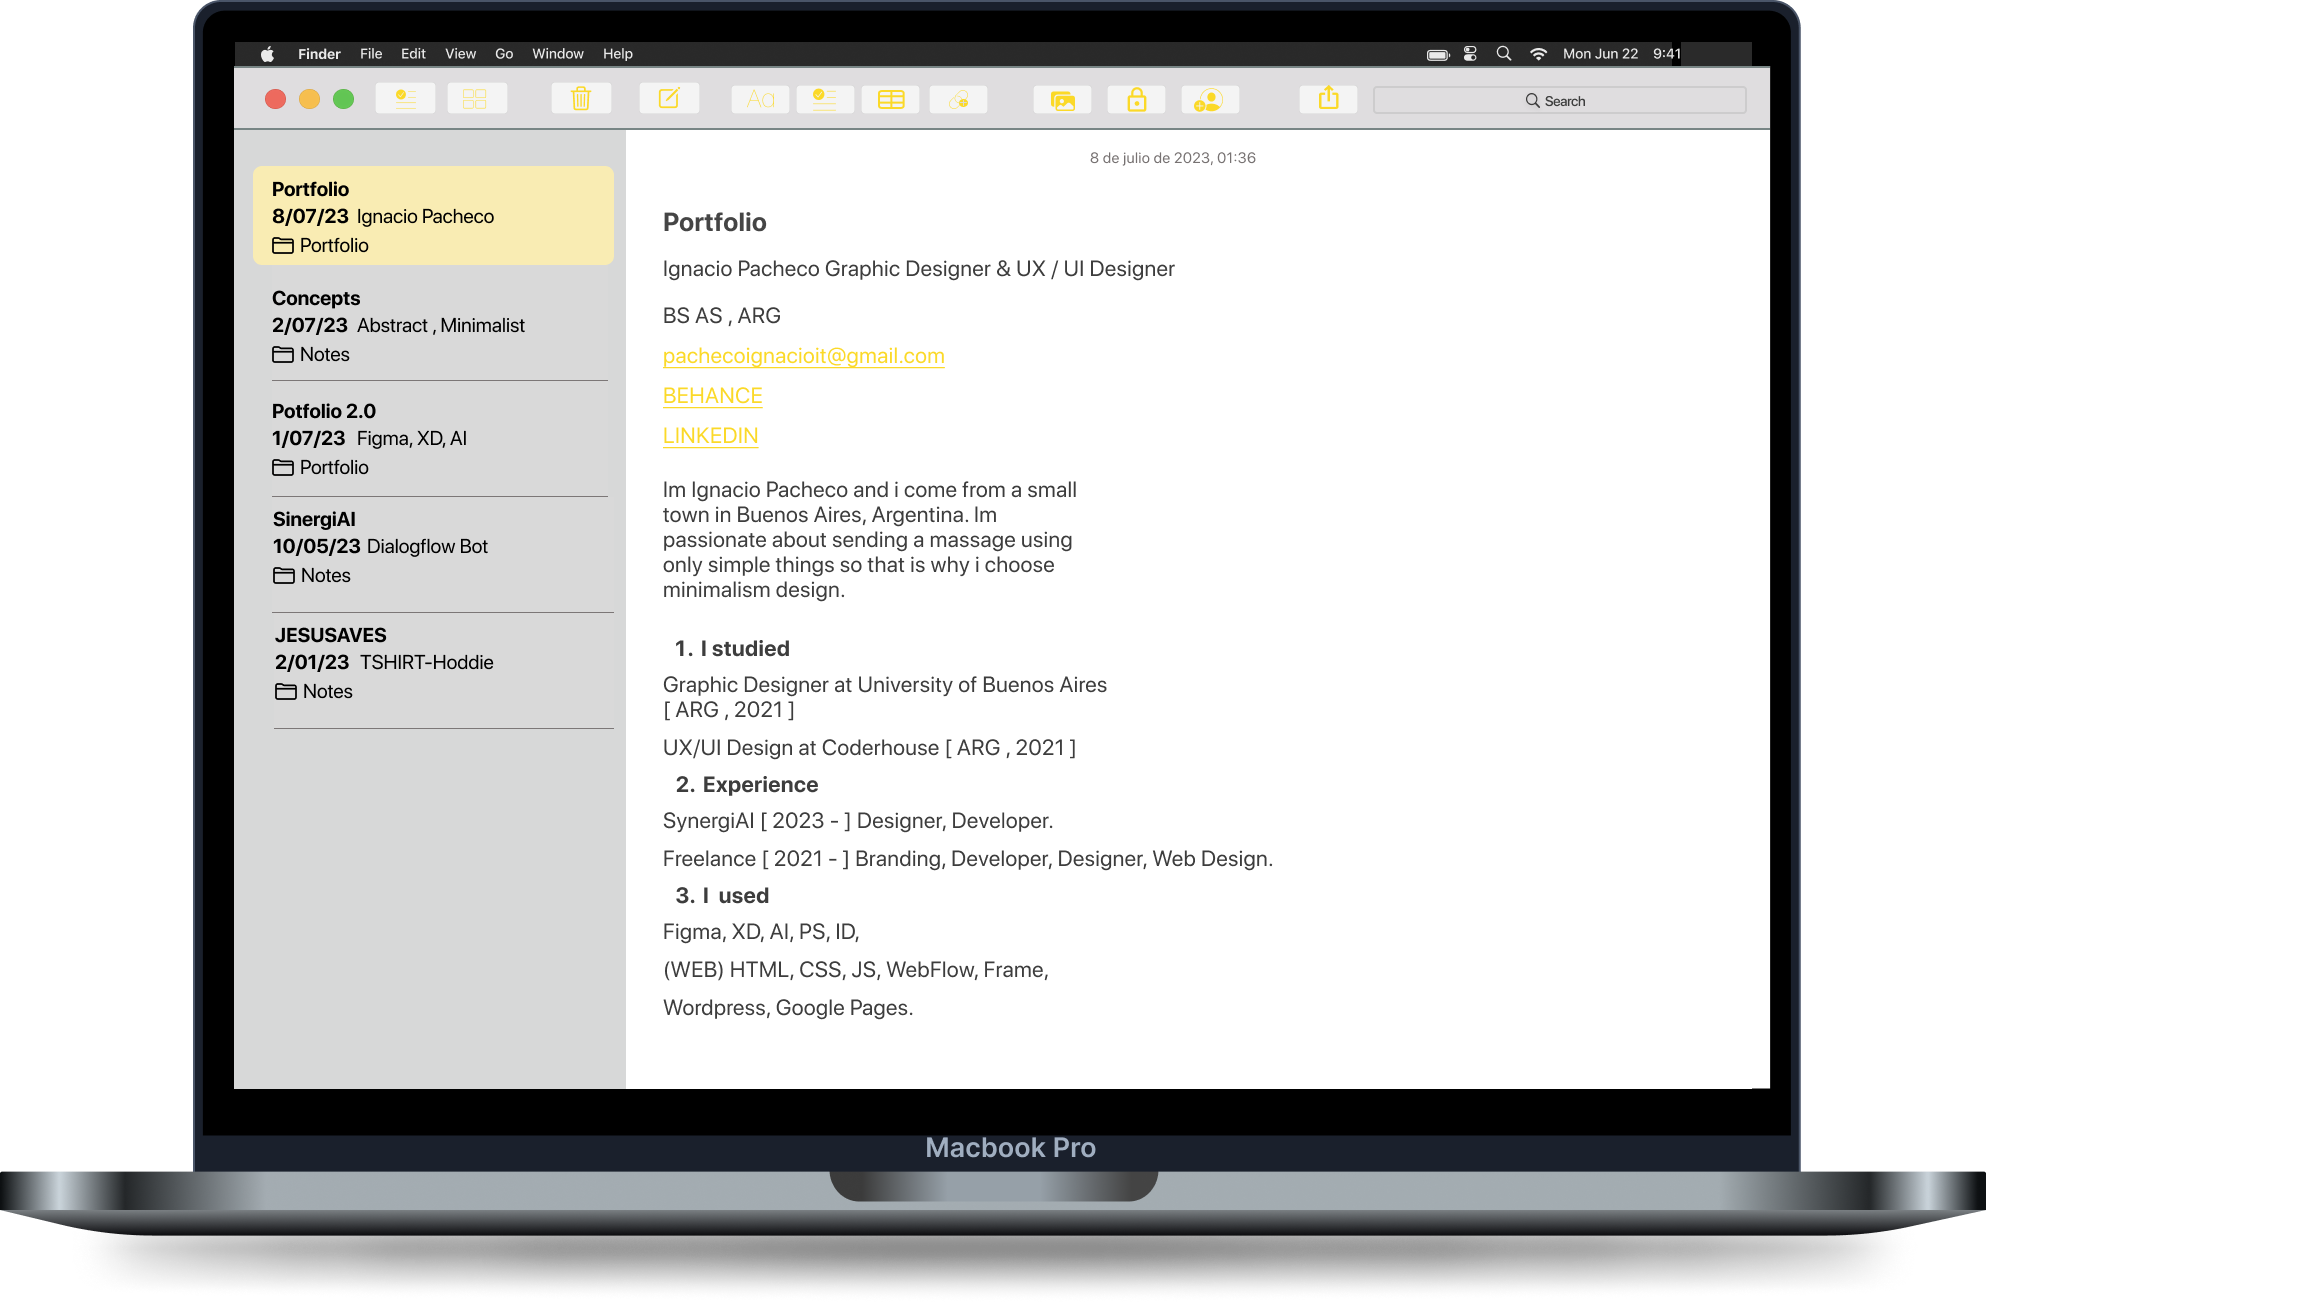 Finder File Edit View Go Window Help Mon Jun 22 9:41
Aa Search
8 de julio de 2023, 01:36
Portfolio
8/07/23 Ignacio Pacheco
Portfolio
Concepts
2/07/23 Abstract , Minimalist
Notes
Potfolio 2.0
1/07/23 Figma, XD, AI
Portfolio
SinergiAI
10/05/23 Dialogflow Bot
Notes
JESUSAVES
2/01/23 TSHIRT-Hoddie
Notes
Portfolio
Ignacio Pacheco Graphic Designer & UX / UI Designer
BS AS , ARG
pachecoignacioit@gmail.com
BEHANCE
LINKEDIN
Im Ignacio Pacheco and i come from a small
town in Buenos Aires, Argentina. Im
passionate about sending a massage using
only simple things so that is why i choose
minimalism design.
1. I studied
Graphic Designer at University of Buenos Aires
[ ARG , 2021 ]
UX/UI Design at Coderhouse [ ARG , 2021 ]
2. Experience
SynergiAI [ 2023 - ] Designer, Developer.
Freelance [ 2021 - ] Branding, Developer, Designer, Web Design.
3. I used
Figma, XD, AI, PS, ID,
(WEB) HTML, CSS, JS, WebFlow, Frame,
Wordpress, Google Pages.
Macbook Pro